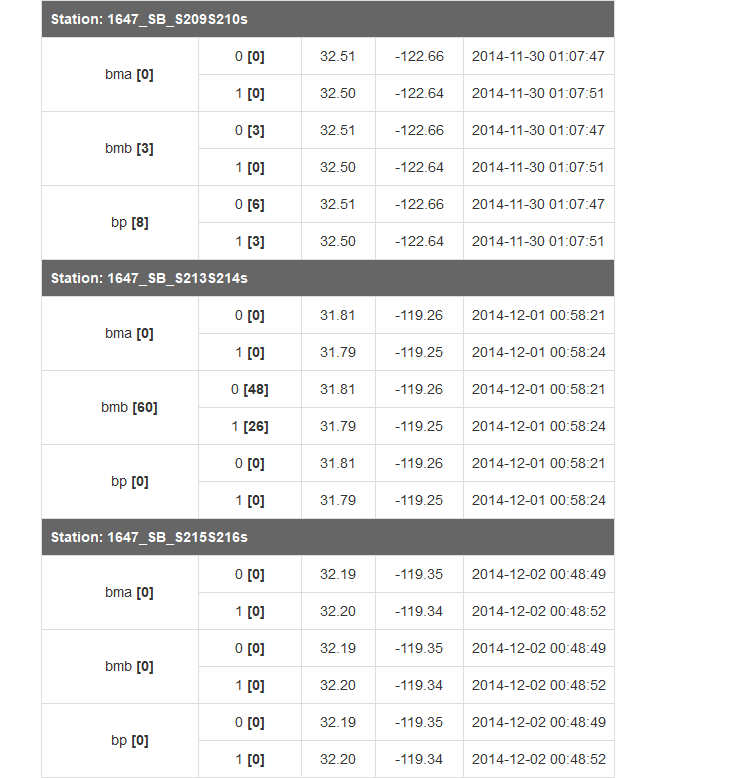 Station: 1647_SB_S209S210s
bma [0]
0 [0] 32.51 -122.66 2014-11-30 01:07:47
1 [0] 32.50 -122.64 2014-11-30 01:07:51
bmb [3]
0 [3] 32.51 -122.66 2014-11-30 01:07:47
1 [0] 32.50 -122.64 2014-11-30 01:07:51
bp [8]
0 [6] 32.51 -122.66 2014-11-30 01:07:47
1 [3] 32.50 -122.64 2014-11-30 01:07:51
Station: 1647_SB_S213S214s
bma [0]
0 [0] 31.81 -119.26 2014-12-01 00:58:21
1 [0] 31.79 -119.25 2014-12-01 00:58:24
bmb [60]
0 [48] 31.81 -119.26 2014-12-01 00:58:21
1 [26] 31.79 -119.25 2014-12-01 00:58:24
bp [0]
0 [0] 31.81 -119.26 2014-12-01 00:58:21
1 [0] 31.79 -119.25 2014-12-01 00:58:24
Station: 1647_SB_S215S216s
bma [0]
0 [0] 32.19 -119.35 2014-12-02 00:48:49
1 [0] 32.20 -119.34 2014-12-02 00:48:52
bmb [0]
0 [0] 32.19 -119.35 2014-12-02 00:48:49
1 [0] 32.20 -119.34 2014-12-02 00:48:52
bp [0]
0 [0] 32.19 -119.35 2014-12-02 00:48:49
1 [0] 32.20 -119.34 2014-12-02 00:48:52